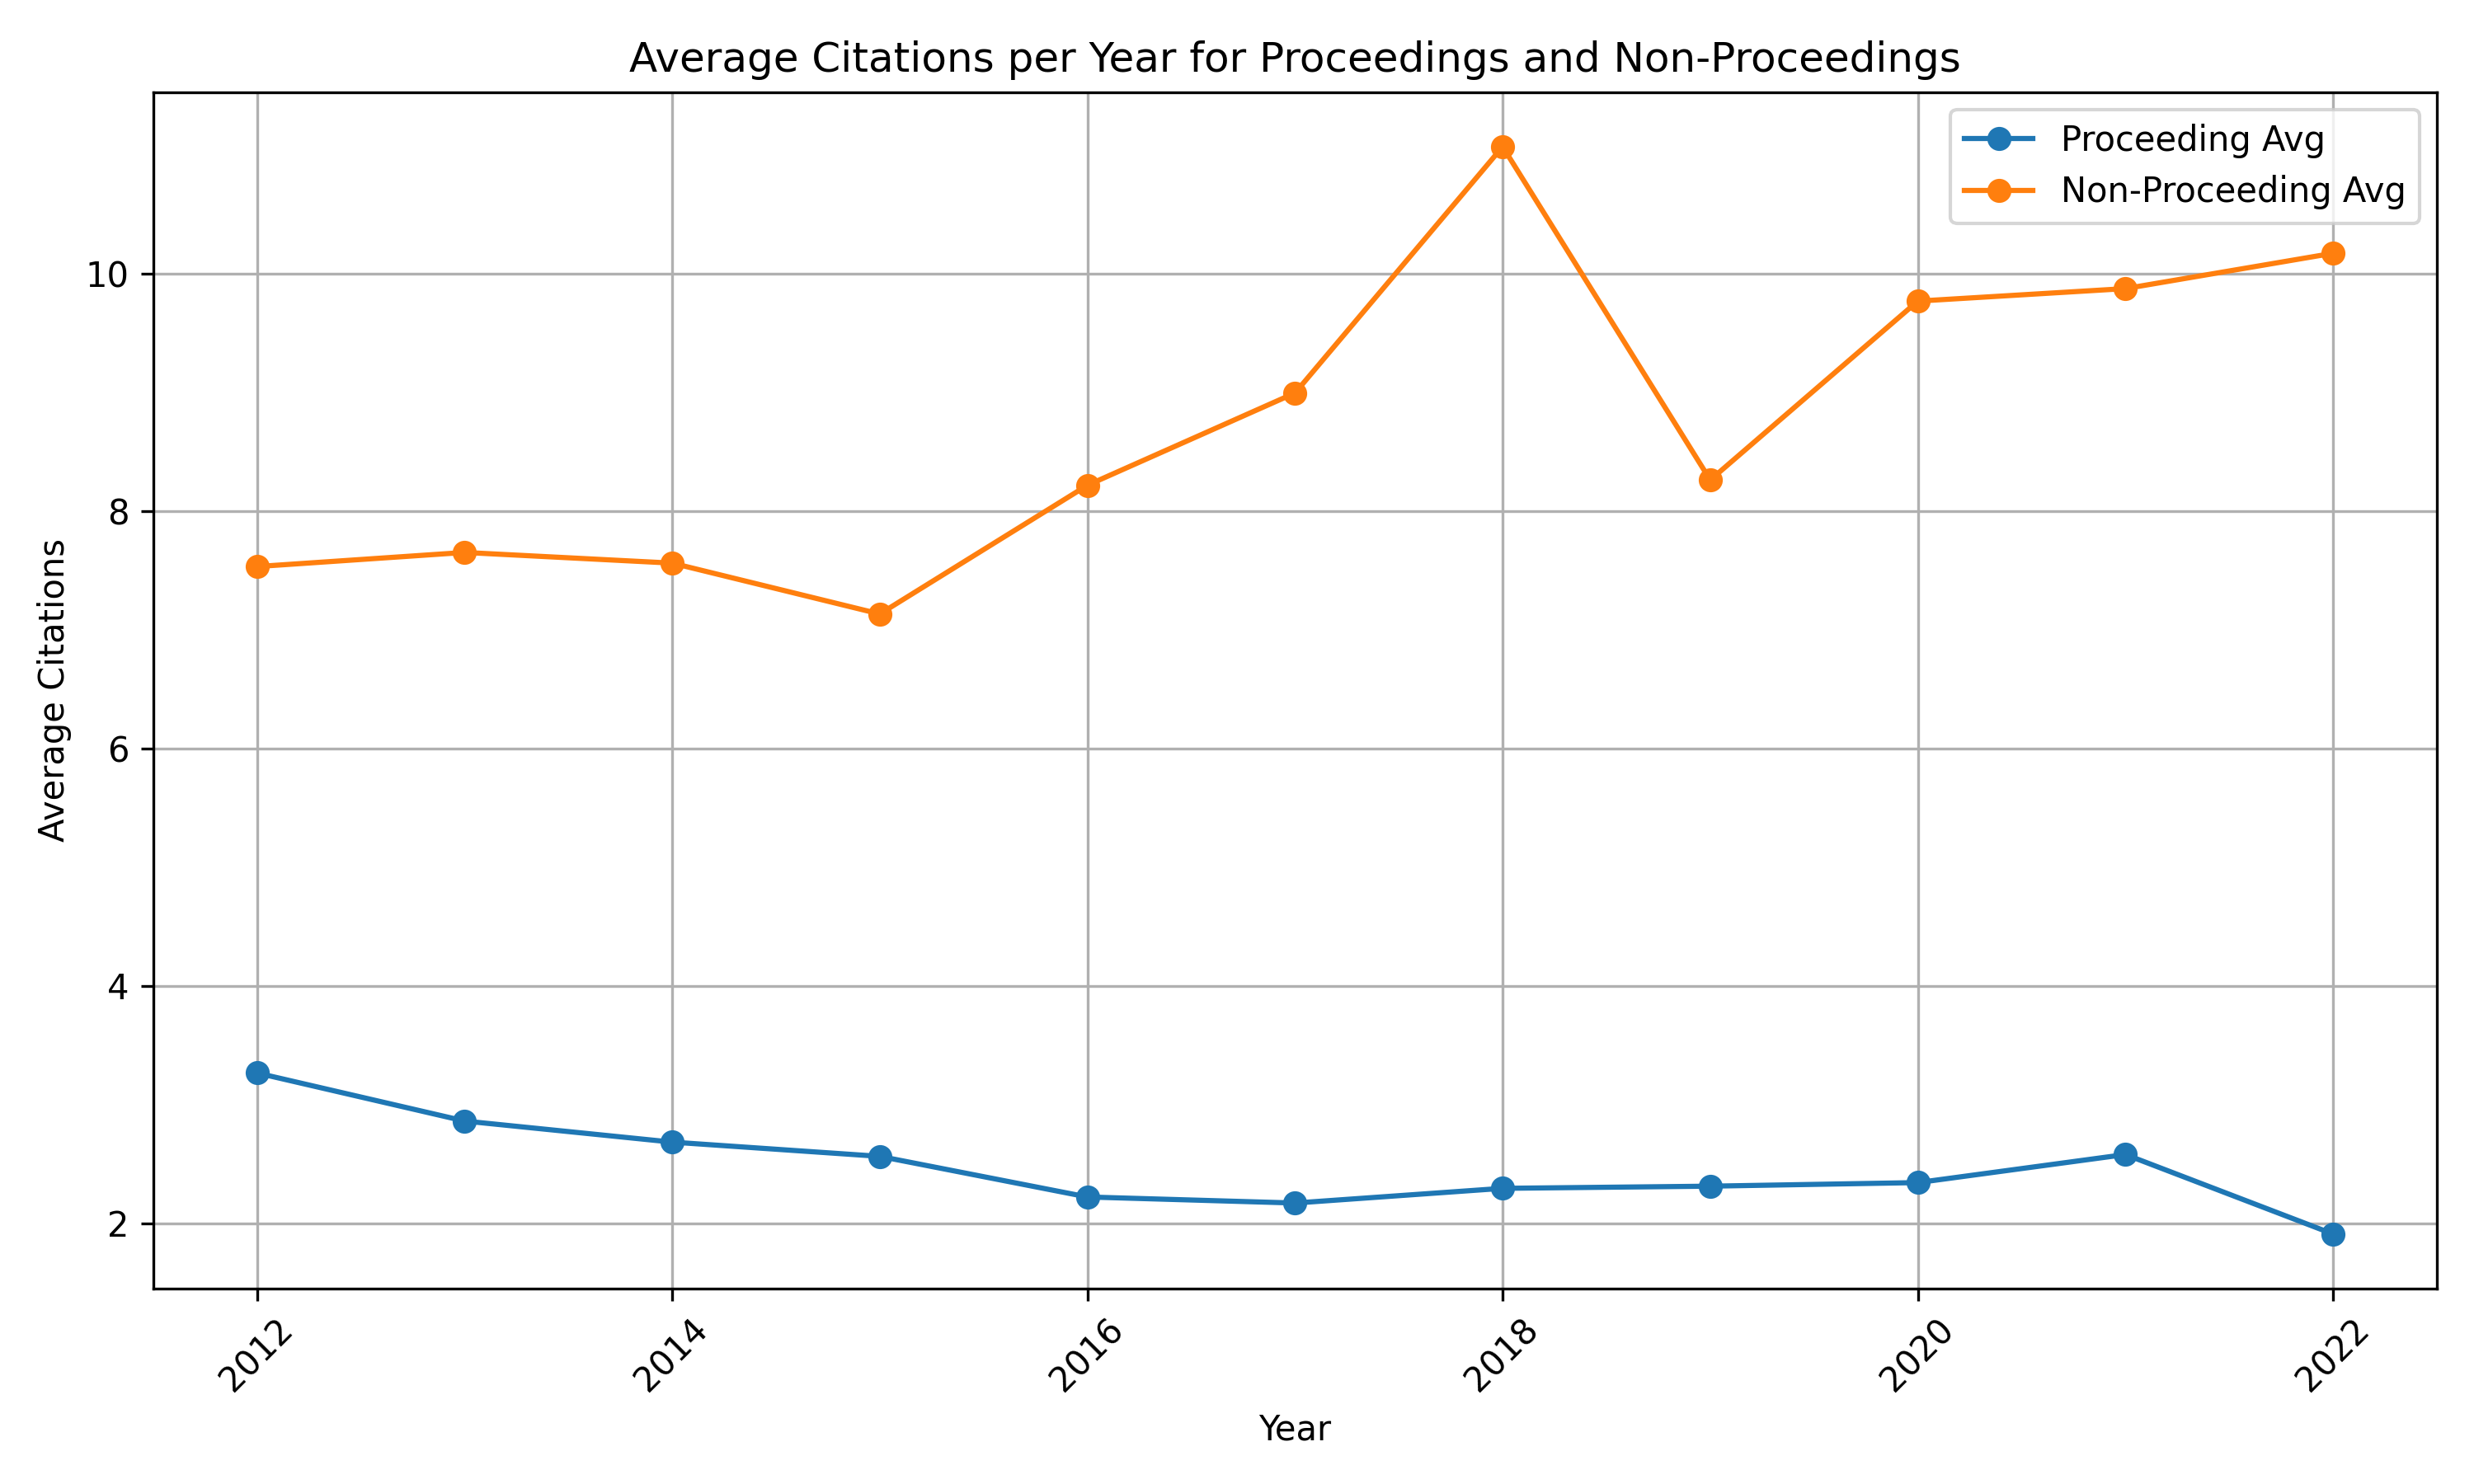 Average Citations per Year for Proceedings and Non-Proceedings
Proceeding Avg
Non-Proceeding Avg
Average Citations
10
8
6
4
2
2012
2014
2016
2018
2020
2022
Year